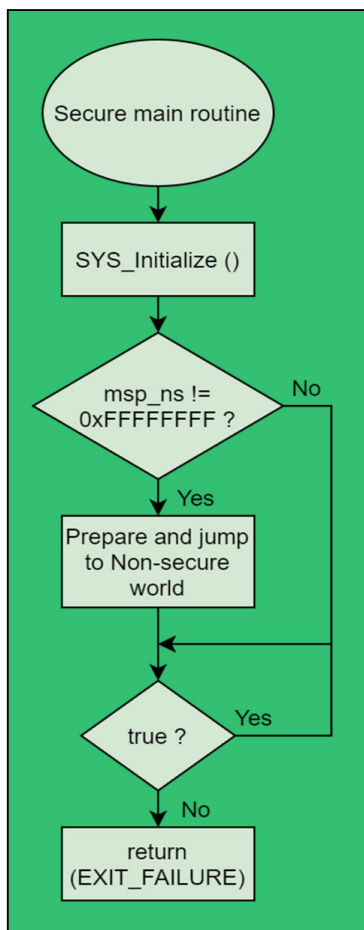 Secure main routine
SYS_Initialize ()
msp_ns !=
0xFFFFFFFF ?
No
Yes
Prepare and jump
to Non-secure
world
true ?
Yes
No
return
(EXIT_FAILURE)